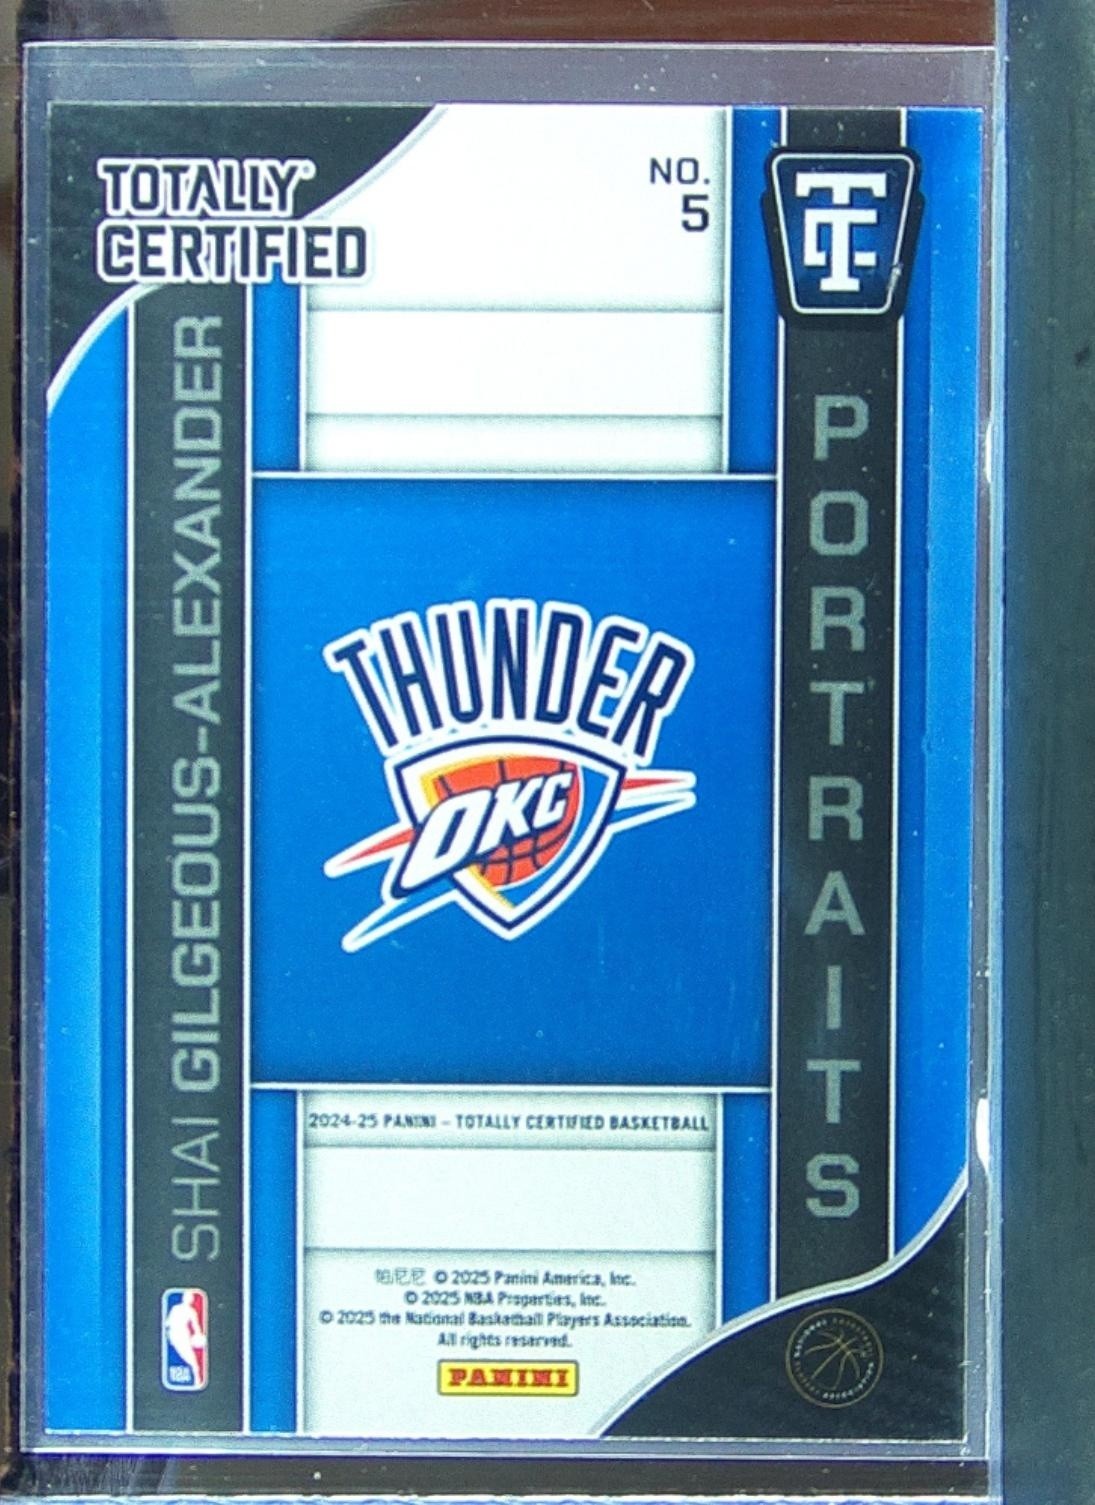 TOTALLY®
CERTIFIED
NO.
5
TC
SHAI GILGEOUS-ALEXANDER
PORTRAITS
THUNDER
OKC
2024-25 PANINI – TOTALLY CERTIFIED BASKETBALL
帕尼尼 © 2025 Panini America, Inc.
© 2025 NBA Properties, Inc.
© 2025 the National Basketball Players Association.
All rights reserved.
PANINI
NBA